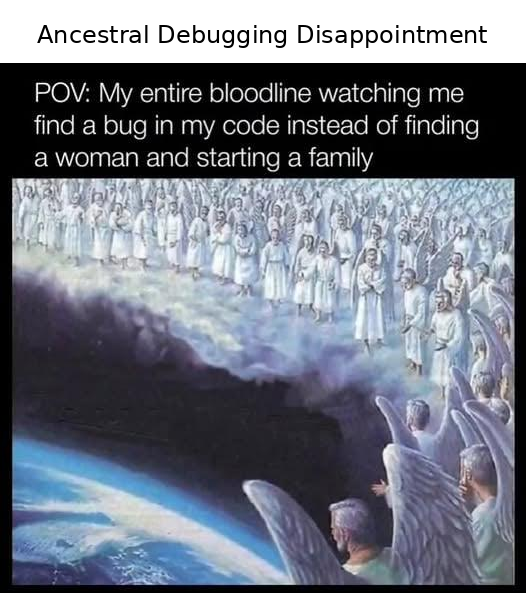 Ancestral Debugging Disappointment
POV: My entire bloodline watching me
find a bug in my code instead of finding
a woman and starting a family